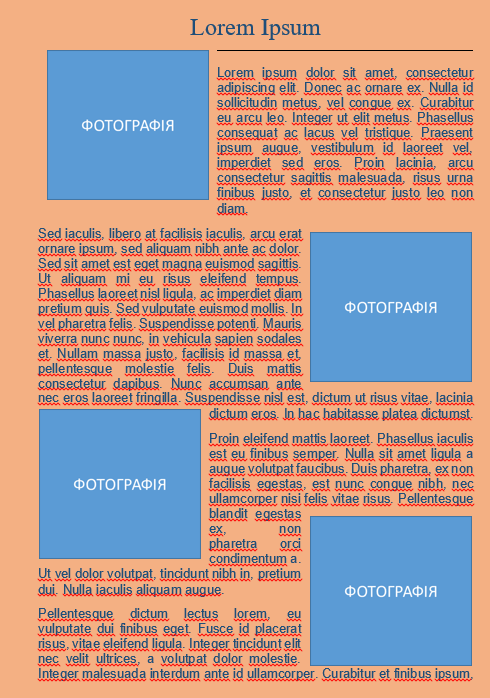 Lorem Ipsum
ФОТОГРАФІЯ
Lorem ipsum dolor sit amet, consectetur
adipiscing elit. Donec ac ornare ex. Nulla id
sollicitudin metus, vel congue ex. Curabitur
eu arcu leo. Integer ut elit metus. Phasellus
consequat ac lacus vel tristique. Praesent
ipsum augue, vestibulum id laoreet vel,
imperdiet sed eros. Proin lacinia, arcu
consectetur sagittis malesuada, risus urna
finibus justo, et consectetur justo leo non
diam.
Sed iaculis, libero at facilisis iaculis, arcu erat
ornare ipsum, sed aliquam nibh ante ac dolor.
Sed sit amet est eget magna euismod sagittis.
Ut aliquam mi eu risus eleifend tempus.
Phasellus laoreet nisl ligula, ac imperdiet diam
pretium quis. Sed vulputate euismod mollis. In
vel pharetra felis. Suspendisse potenti. Mauris
viverra nunc nunc, in vehicula sapien sodales
et. Nullam massa justo, facilisis id massa et,
pellentesque molestie felis. Duis mattis
consectetur dapibus. Nunc accumsan ante
ФОТОГРАФІЯ
nec eros laoreet fringilla. Suspendisse nisl est, dictum ut risus vitae, lacinia
dictum eros. In hac habitasse platea dictumst.
ФОТОГРАФІЯ
Proin eleifend mattis laoreet. Phasellus iaculis
est eu finibus semper. Nulla sit amet ligula a
augue volutpat faucibus. Duis pharetra, ex non
facilisis egestas, est nunc congue nibh, nec
ullamcorper nisi felis vitae risus. Pellentesque
blandit egestas
ex, non
pharetra orci
condimentum a.
Ut vel dolor volutpat, tincidunt nibh in, pretium
dui. Nulla iaculis aliquam augue.
ФОТОГРАФІЯ
Pellentesque dictum lectus lorem, eu
vulputate dui finibus eget. Fusce id placerat
risus, vitae eleifend ligula. Integer tincidunt elit
nec velit ultrices, a volutpat dolor molestie.
Integer malesuada interdum ante id ullamcorper. Curabitur et finibus ipsum,